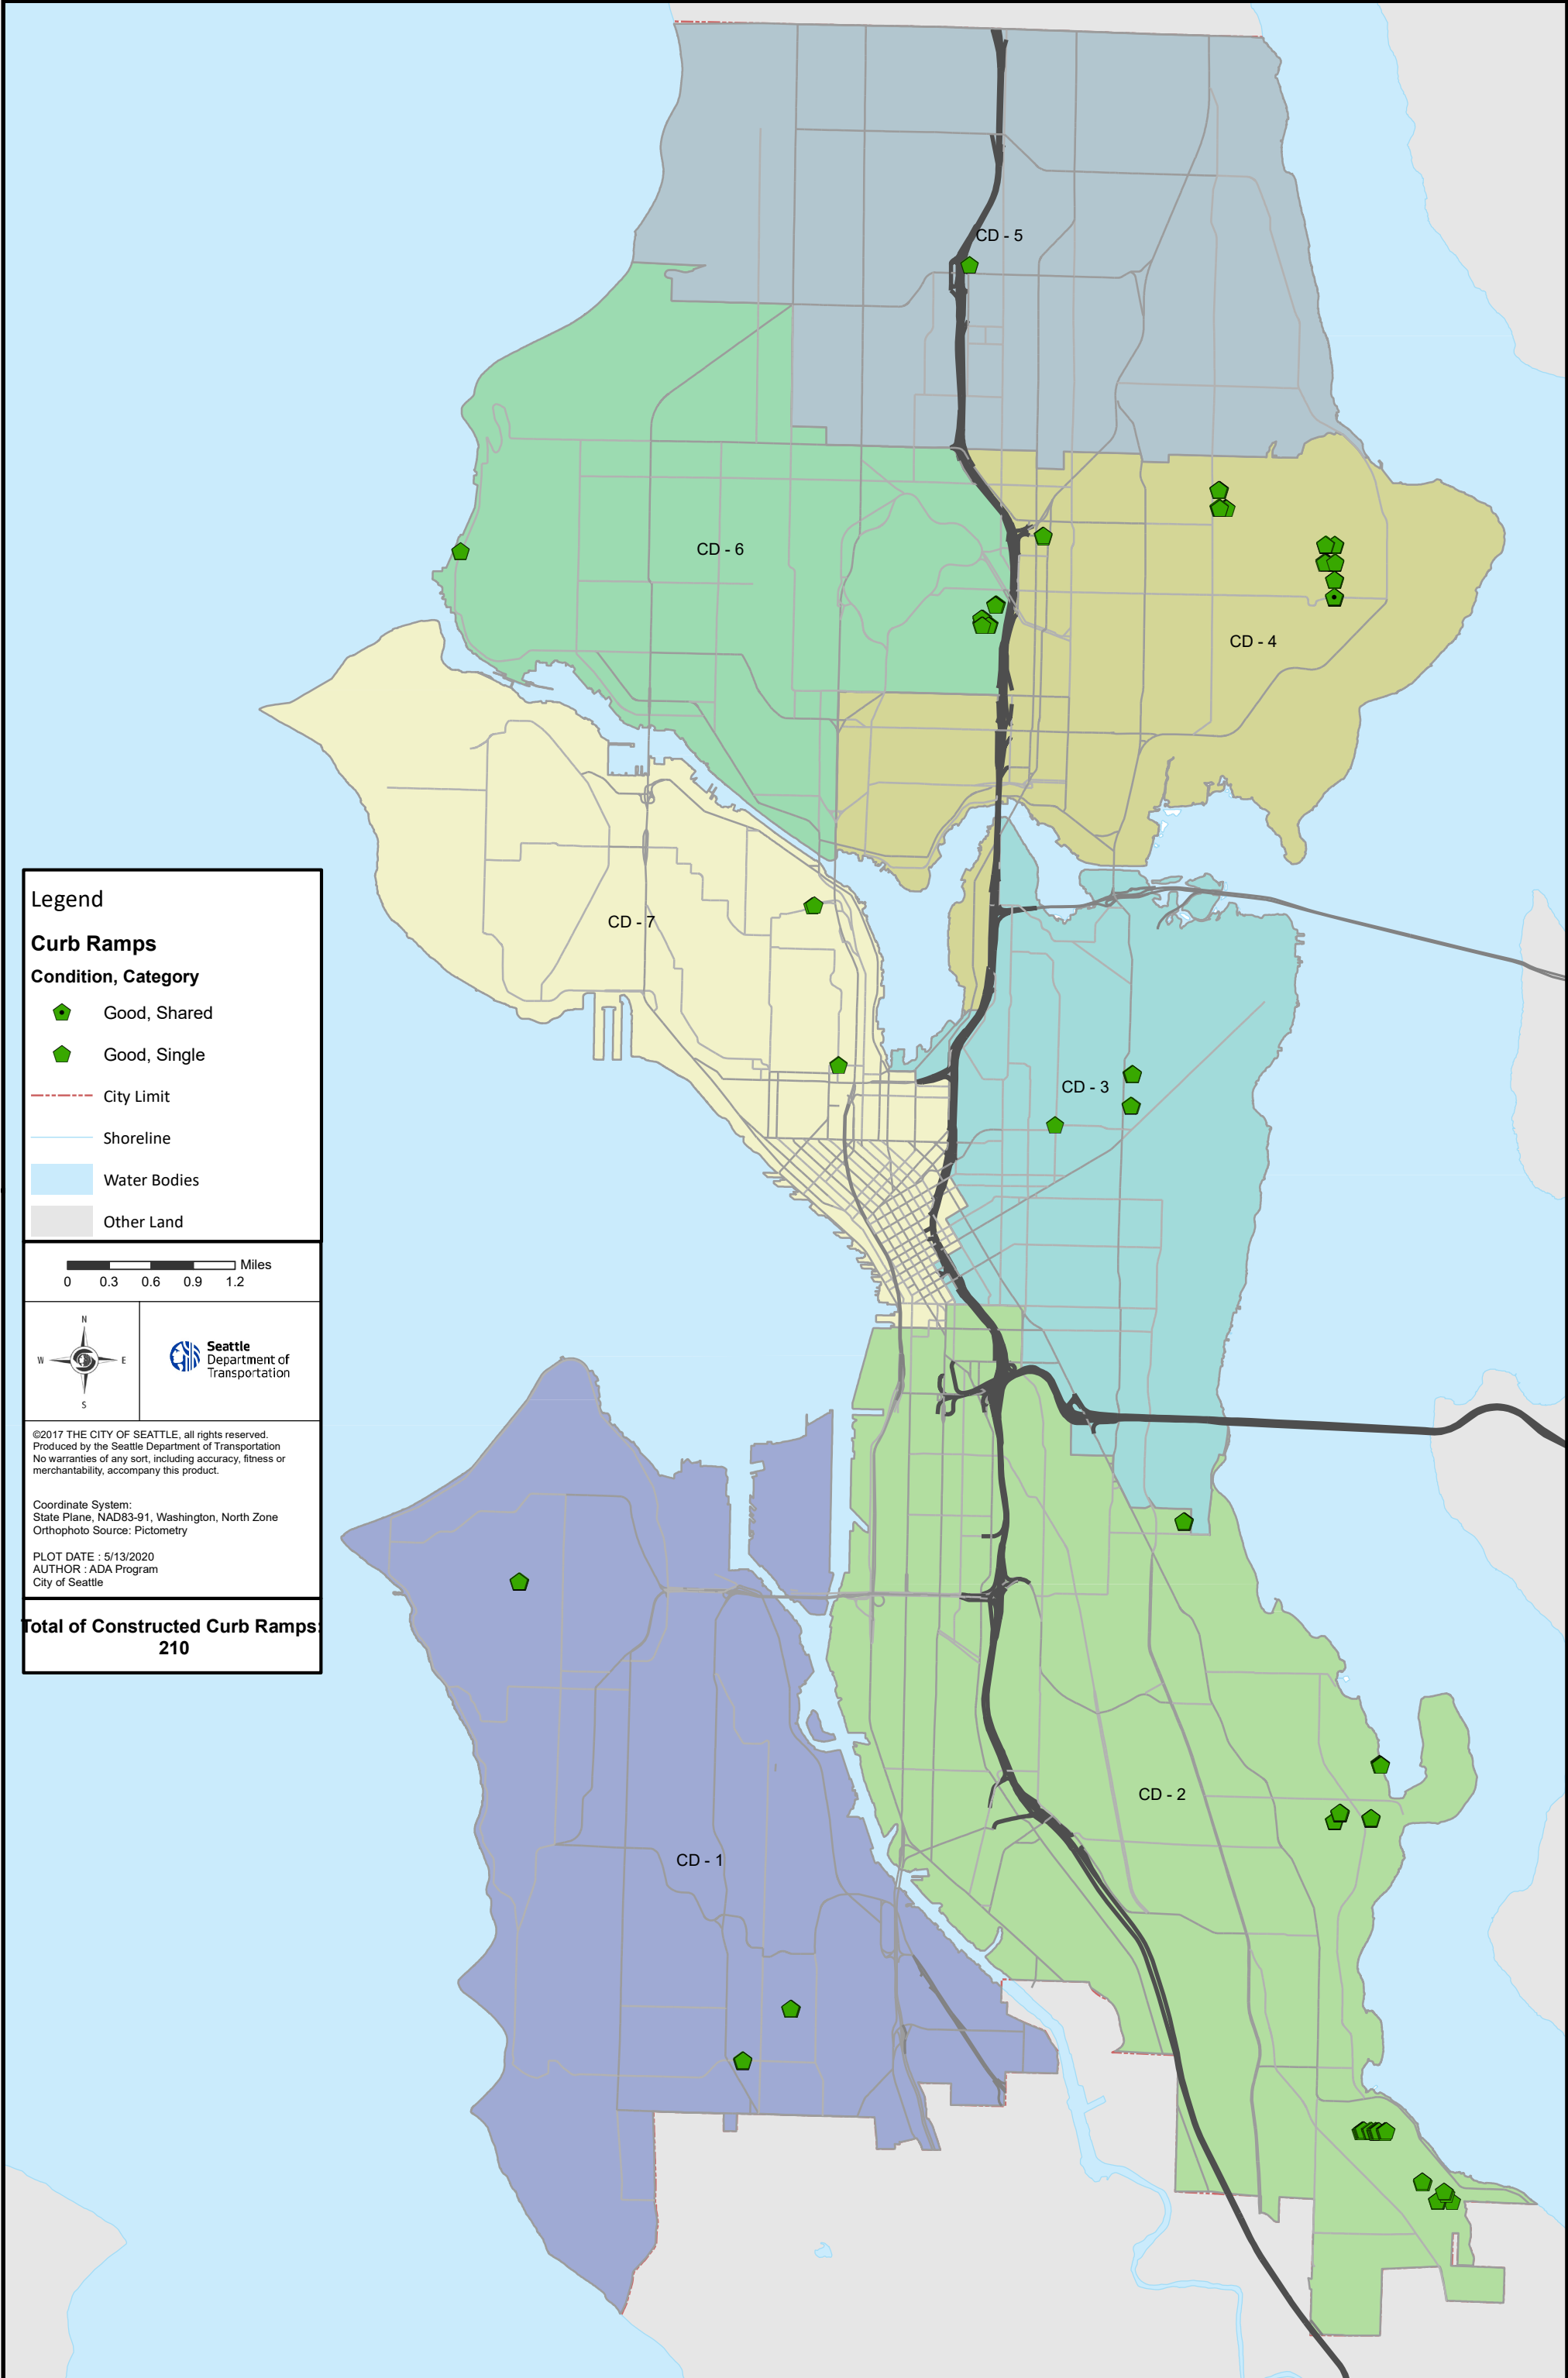 CD - 5
CD - 6
CD - 4
CD - 7
CD - 3
CD - 2
CD - 1
Legend
Curb Ramps
Condition, Category
Good, Shared
Good, Single
City Limit
Shoreline
Water Bodies
Other Land
Miles
0 0.3 0.6 0.9 1.2
N
W E
S
Seattle
Department of
Transportation
©2017 THE CITY OF SEATTLE, all rights reserved.
Produced by the Seattle Department of Transportation
No warranties of any sort, including accuracy, fitness or
merchantability, accompany this product.
Coordinate System:
State Plane, NAD83-91, Washington, North Zone
Orthophoto Source: Pictometry
PLOT DATE : 5/13/2020
AUTHOR : ADA Program
City of Seattle
Total of Constructed Curb Ramps:
210